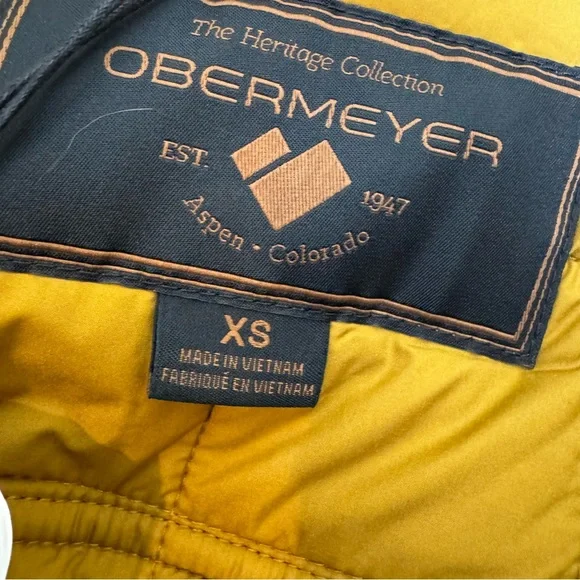 The Heritage Collection
OBERMEYER
EST. 1947
Aspen • Colorado
XS
MADE IN VIETNAM
FABRIQUÉ EN VIETNAM